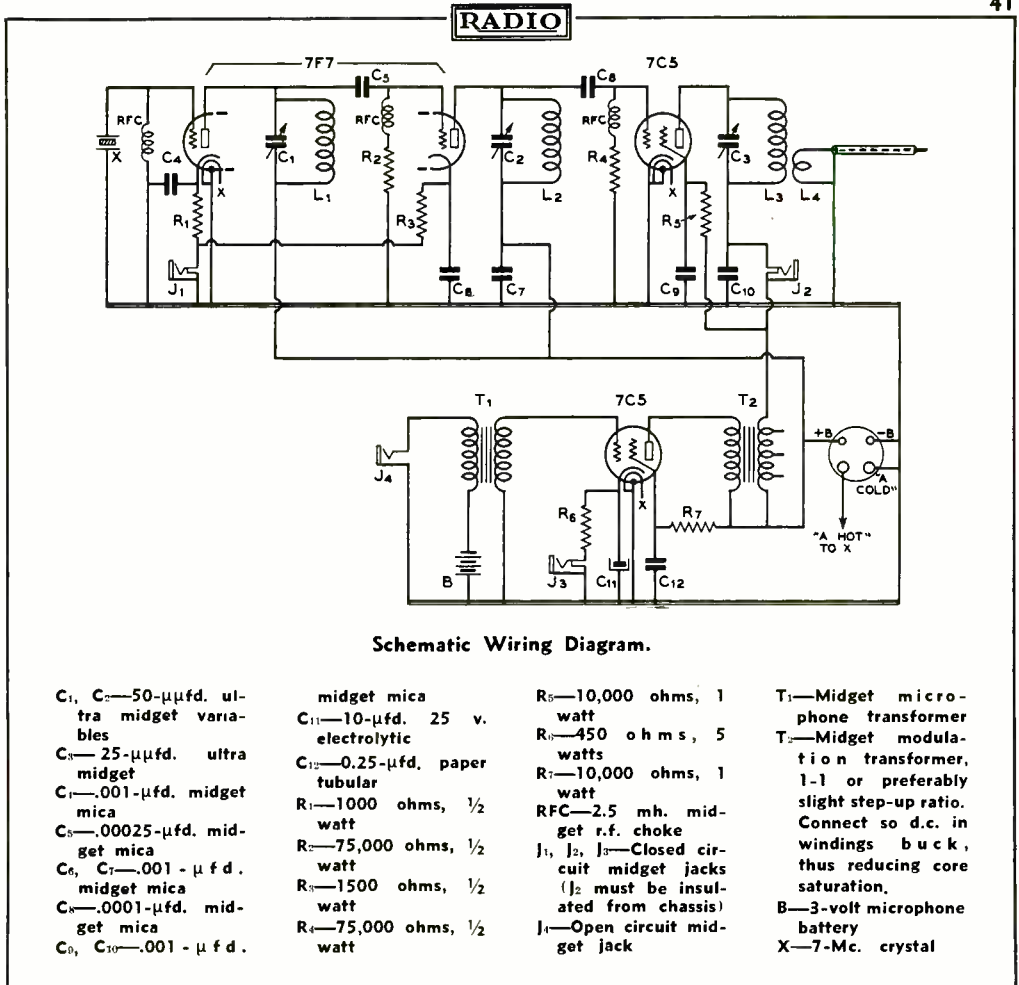 41
RADIO
7F7
C5
C8
7C5
RFC
X
C4
C1
L1
RFC
R2
C2
L2
RFC
R4
X
C3
L3
L4
R1
X
R3
R5
J1
C6
C7
C9
C10
J2
T1
7C5
T2
+B
-B
J4
"A COLD"
R6
X
R7
"A HOT"
TO X
B
J3
C11
C12
Schematic Wiring Diagram.
C1, C2—50-μμfd. ul-
tra midget varia-
bles
C3—25-μμfd. ultra
midget
C4—.001-μfd. midget
mica
C5—.00025-μfd. mid-
get mica
C6, C7—.001-μfd.
midget mica
C8—.0001-μfd. mid-
get mica
C9, C10—.001-μfd.
midget mica
C11—10-μfd. 25 v.
electrolytic
C12—0.25-μfd. paper
tubular
R1—1000 ohms, ½
watt
R2—75,000 ohms, ½
watt
R3—1500 ohms, ½
watt
R4—75,000 ohms, ½
watt
R5—10,000 ohms, 1
watt
R6—450 ohms, 5
watts
R7—10,000 ohms, 1
watt
RFC—2.5 mh. mid-
get r.f. choke
J1, J2, J3—Closed cir-
cuit midget jacks
(J2 must be insul-
ated from chassis)
J4—Open circuit mid-
get jack
T1—Midget micro-
phone transformer
T2—Midget modula-
tion transformer,
1-1 or preferably
slight step-up ratio.
Connect so d.c. in
windings buck,
thus reducing core
saturation.
B—3-volt microphone
battery
X—7-Mc. crystal